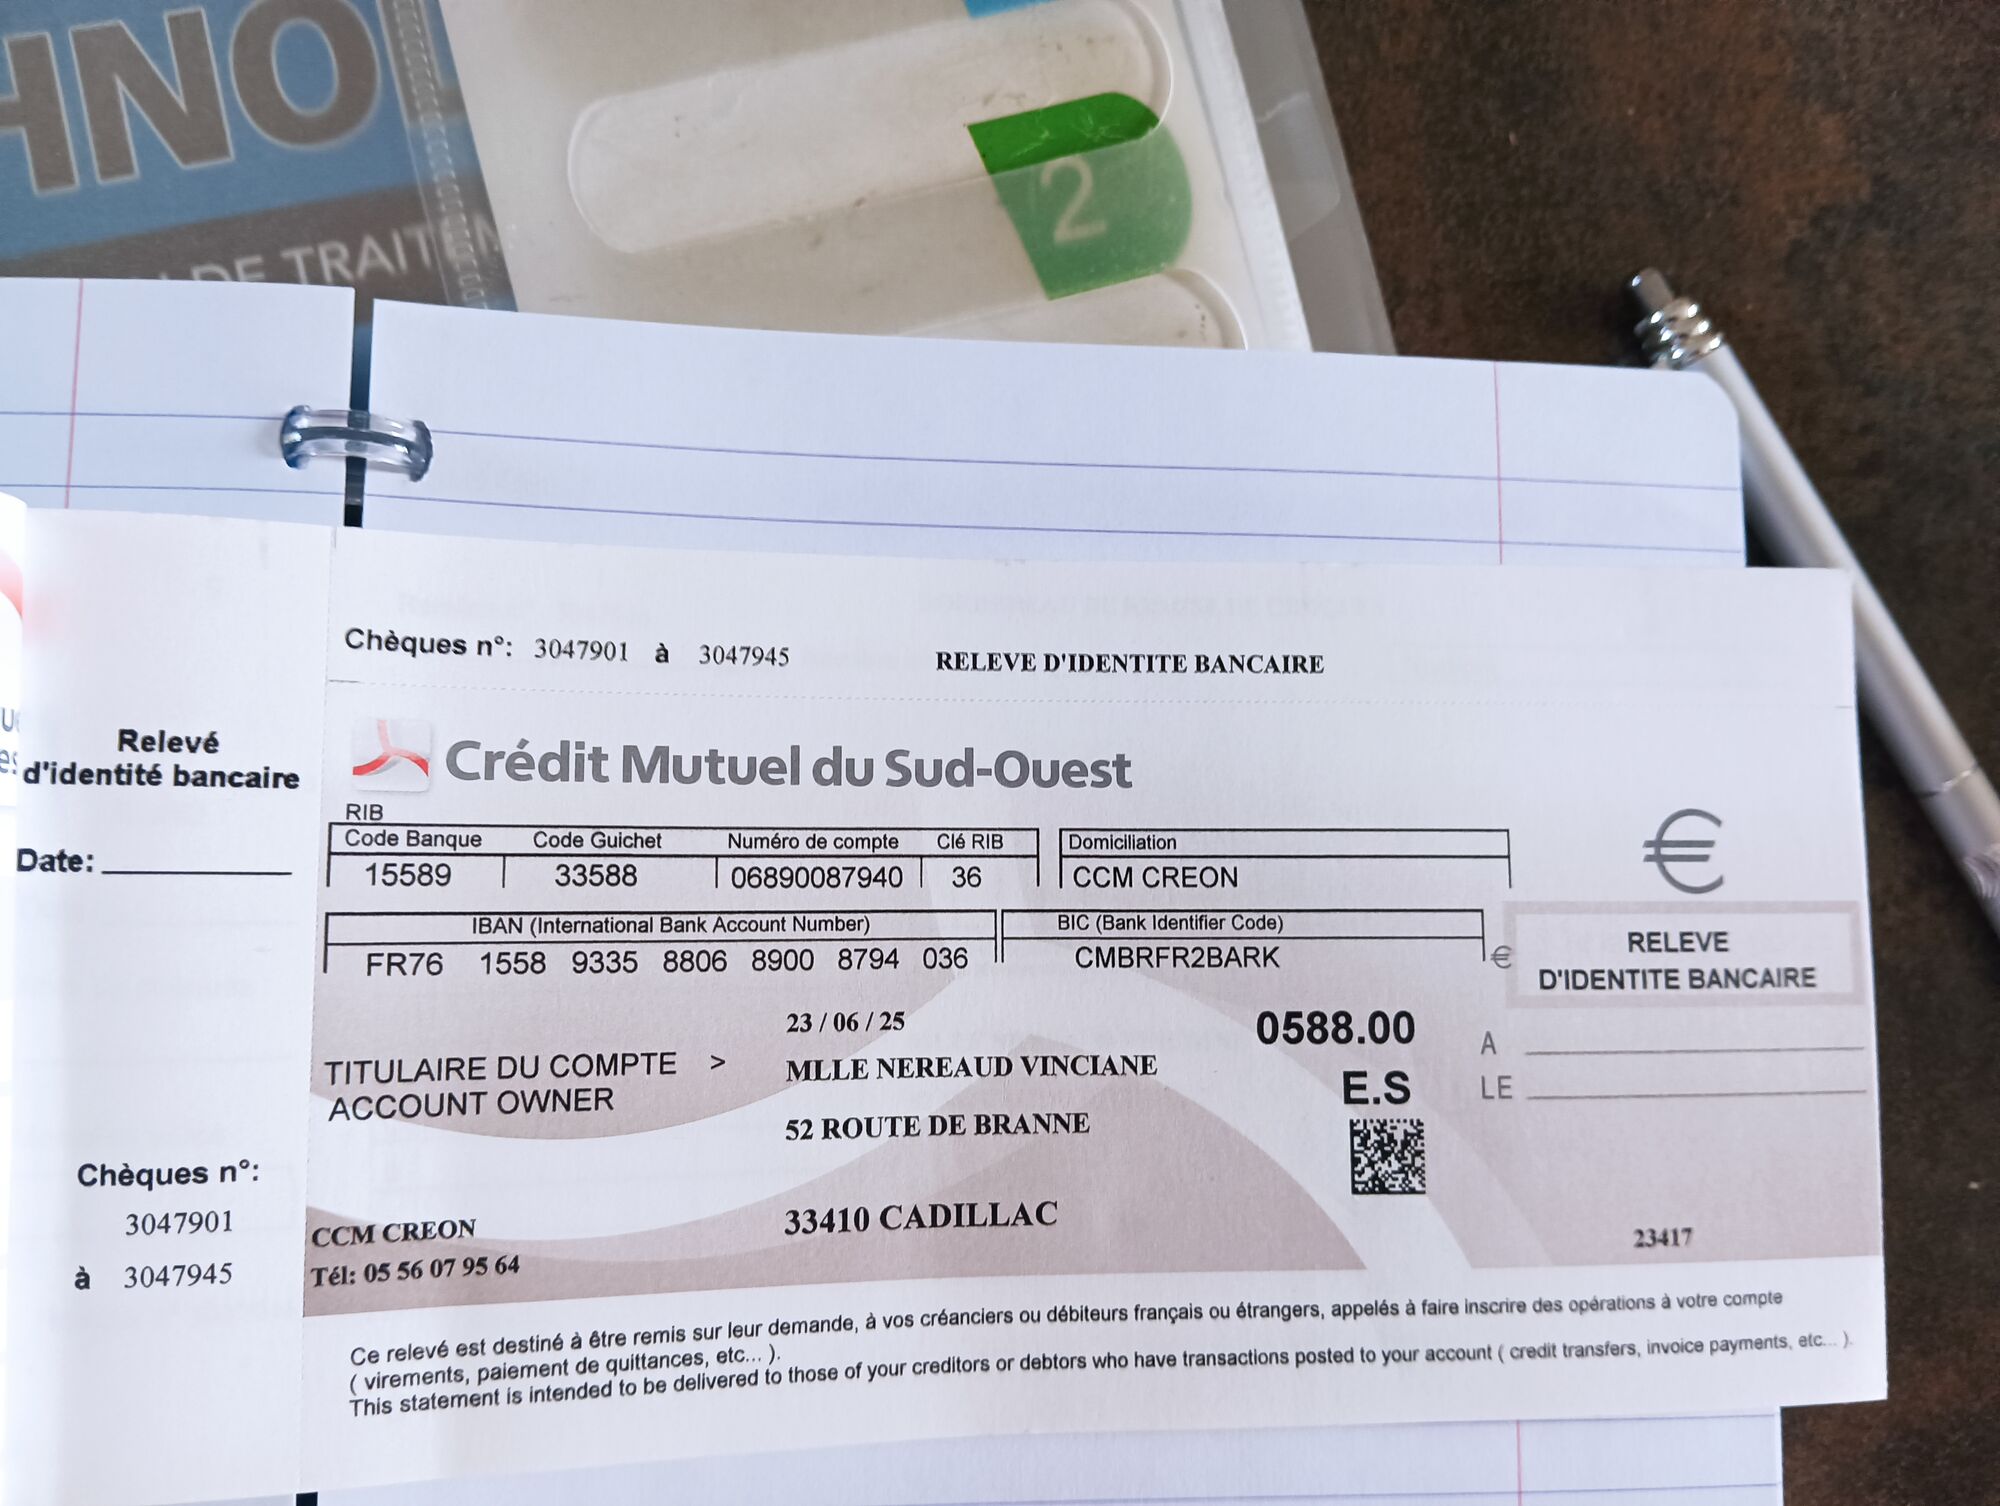 HNOL
DE TRAITEM
2
Chèques n°: 3047901 à 3047945 RELEVE D'IDENTITE BANCAIRE
Relevé
d'identité bancaire
Date:
Chèques n°:
3047901
à 3047945
Crédit Mutuel du Sud-Ouest
RIB
Code Banque Code Guichet Numéro de compte Clé RIB Domiciliation
15589 33588 06890087940 36 CCM CREON
IBAN (International Bank Account Number) BIC (Bank Identifier Code)
FR76 1558 9335 8806 8900 8794 036 CMBRFR2BARK
€
€
RELEVE
D'IDENTITE BANCAIRE
23 / 06 / 25 0588.00
A
TITULAIRE DU COMPTE > MLLE NEREAUD VINCIANE E.S
ACCOUNT OWNER
LE
52 ROUTE DE BRANNE
33410 CADILLAC
CCM CREON
Tél: 05 56 07 95 64
23417
Ce relevé est destiné à être remis sur leur demande, à vos créanciers ou débiteurs français ou étrangers, appelés à faire inscrire des opérations à votre compte
( virements, paiement de quittances, etc... ).
This statement is intended to be delivered to those of your creditors or debtors who have transactions posted to your account ( credit transfers, invoice payments, etc... ).